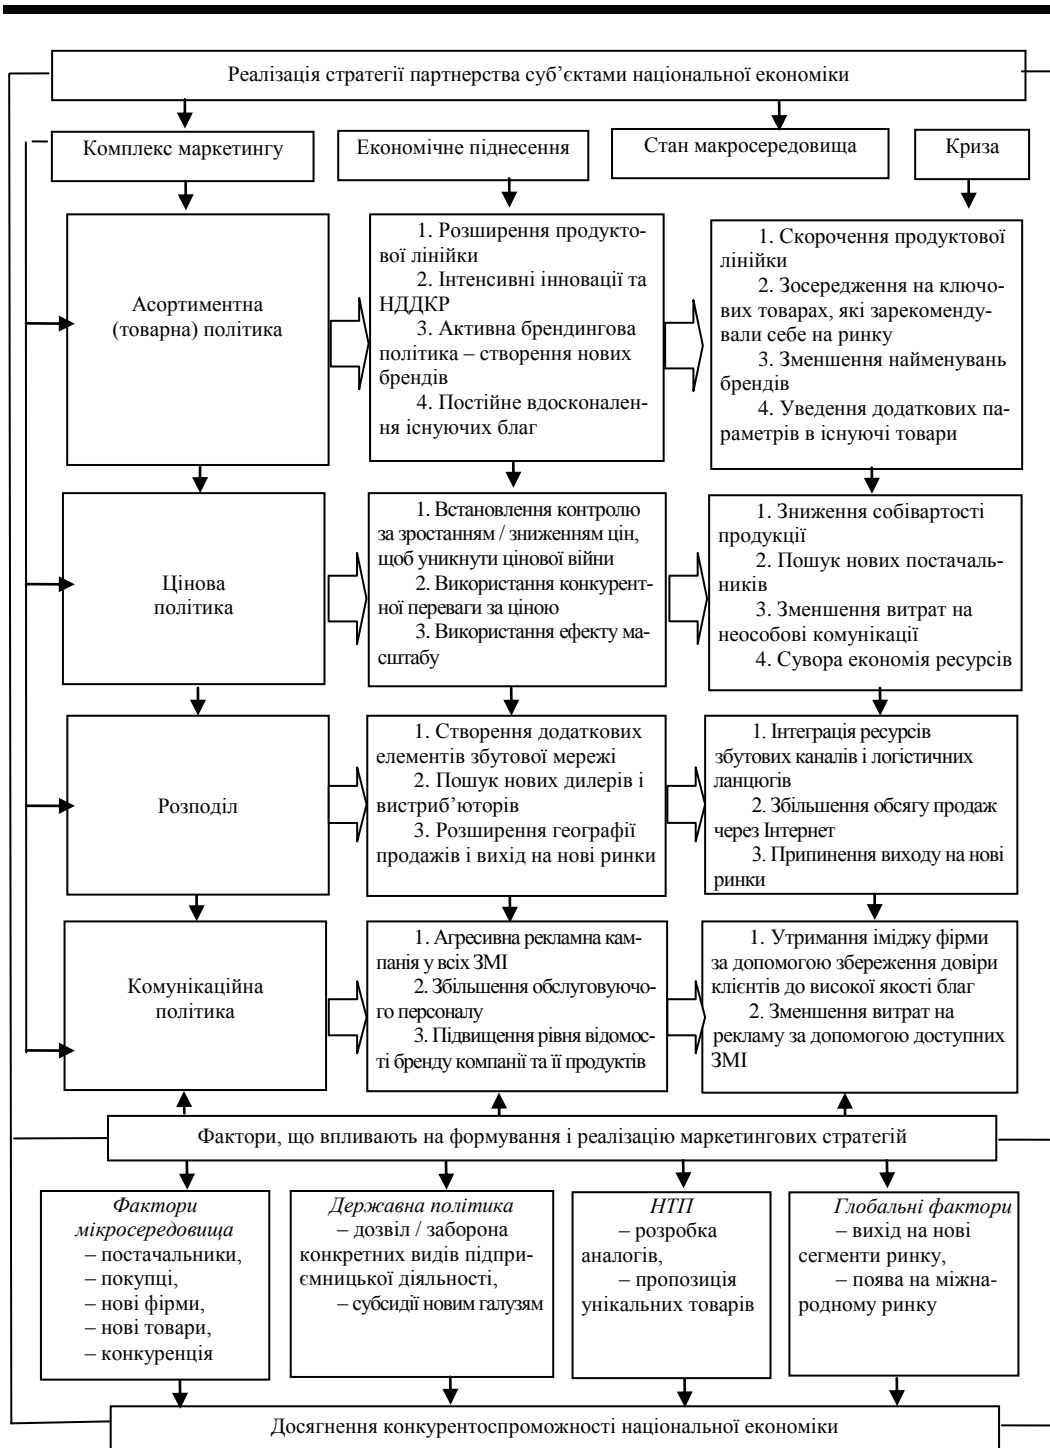 Реалізація стратегії партнерства суб’єктами національної економіки
Комплекс маркетингу
Економічне піднесення
Стан макросередовища
Криза
Асортиментна
(товарна) політика
1. Розширення продукто-
вої лінійки
2. Інтенсивні інновації та
НДДКР
3. Активна брендингова
політика – створення нових
брендів
4. Постійне вдосконален-
ня існуючих благ
1. Скорочення продуктової
лінійки
2. Зосередження на ключо-
вих товарах, які зарекоменду-
вали себе на ринку
3. Зменшення найменувань
брендів
4. Уведення додаткових па-
раметрів в існуючі товари
Цінова
політика
1. Встановлення контролю
за зростанням / зниженням цін,
щоб уникнути цінової війни
2. Використання конкурент-
ної переваги за ціною
3. Використання ефекту ма-
сштабу
1. Зниження собівартості
продукції
2. Пошук нових постачаль-
ників
3. Зменшення витрат на
неособові комунікації
4. Сувора економія ресурсів
Розподіл
1. Створення додаткових
елементів збутової мережі
2. Пошук нових дилерів і
вистриб’юторів
3. Розширення географії
продажів і вихід на нові ринки
1. Інтеграція ресурсів
збутових каналів і логістичних
ланцюгів
2. Збільшення обсягу продаж
через Інтернет
3. Припинення виходу на нові
ринки
Комунікаційна
політика
1. Агресивна рекламна кам-
панія у всіх ЗМІ
2. Збільшення обслуговуючо-
го персоналу
3. Підвищення рівня відомос-
ті бренду компанії та її продуктів
1. Утримання іміджу фірми
за допомогою збереження довіри
клієнтів до високої якості благ
2. Зменшення витрат на
рекламу за допомогою доступних
ЗМІ
Фактори, що впливають на формування і реалізацію маркетингових стратегій
Фактори
мікросередовища
– постачальники,
– покупці,
– нові фірми,
– нові товари,
– конкуренція
Державна політика
– дозвіл / заборона
конкретних видів підпри-
ємницької діяльності,
– субсидії новим галузям
НТП
– розробка
аналогів,
– пропозиція
унікальних товарів
Глобальні фактори
– вихід на нові
сегменти ринку,
– поява на міжна-
родному ринку
Досягнення конкурентоспроможності національної економіки